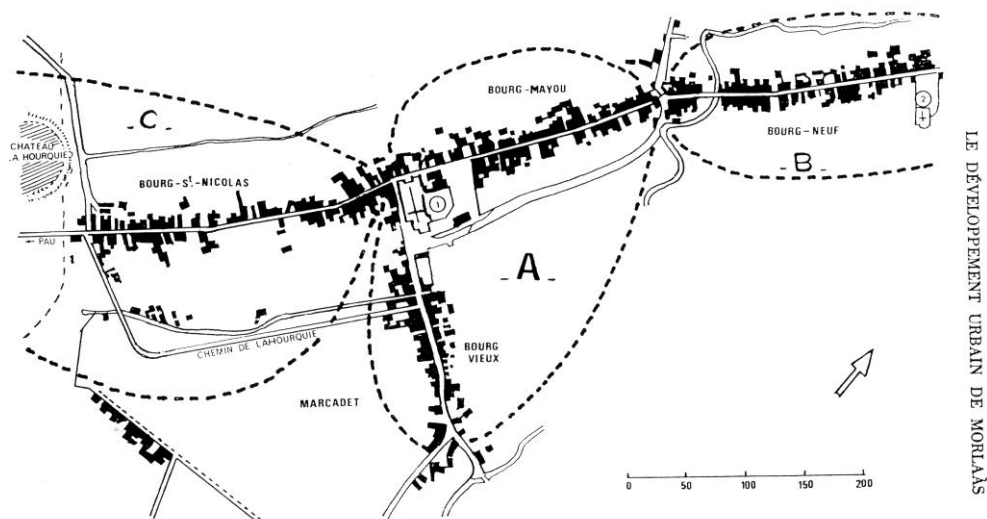 C
CHATEAU
LA HOURQUIE
BOURG-St.-NICOLAS
← PAU
1
CHEMIN DE LAHOURQUIE
MARCADET
BOURG-MAYOU
1
A
BOURG
VIEUX
BOURG-NEUF
B
2
0 50 100 150 200
LE DÉVELOPPEMENT URBAIN DE MORLAÀS